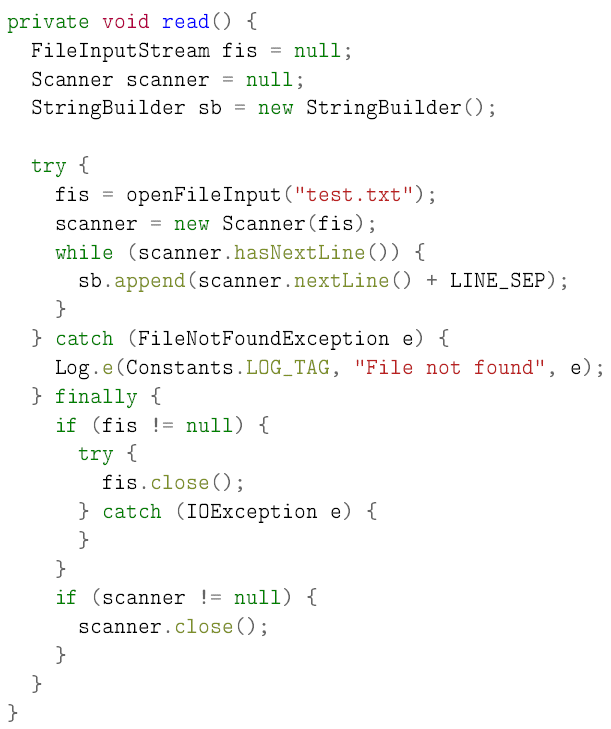 private void read() {
  FileInputStream fis = null;
  Scanner scanner = null;
  StringBuilder sb = new StringBuilder();

  try {
    fis = openFileInput("test.txt");
    scanner = new Scanner(fis);
    while (scanner.hasNextLine()) {
      sb.append(scanner.nextLine() + LINE_SEP);
    }
  } catch (FileNotFoundException e) {
    Log.e(Constants.LOG_TAG, "File not found", e);
  } finally {
    if (fis != null) {
      try {
        fis.close();
      } catch (IOException e) {
      }
    }
    if (scanner != null) {
      scanner.close();
    }
  }
}